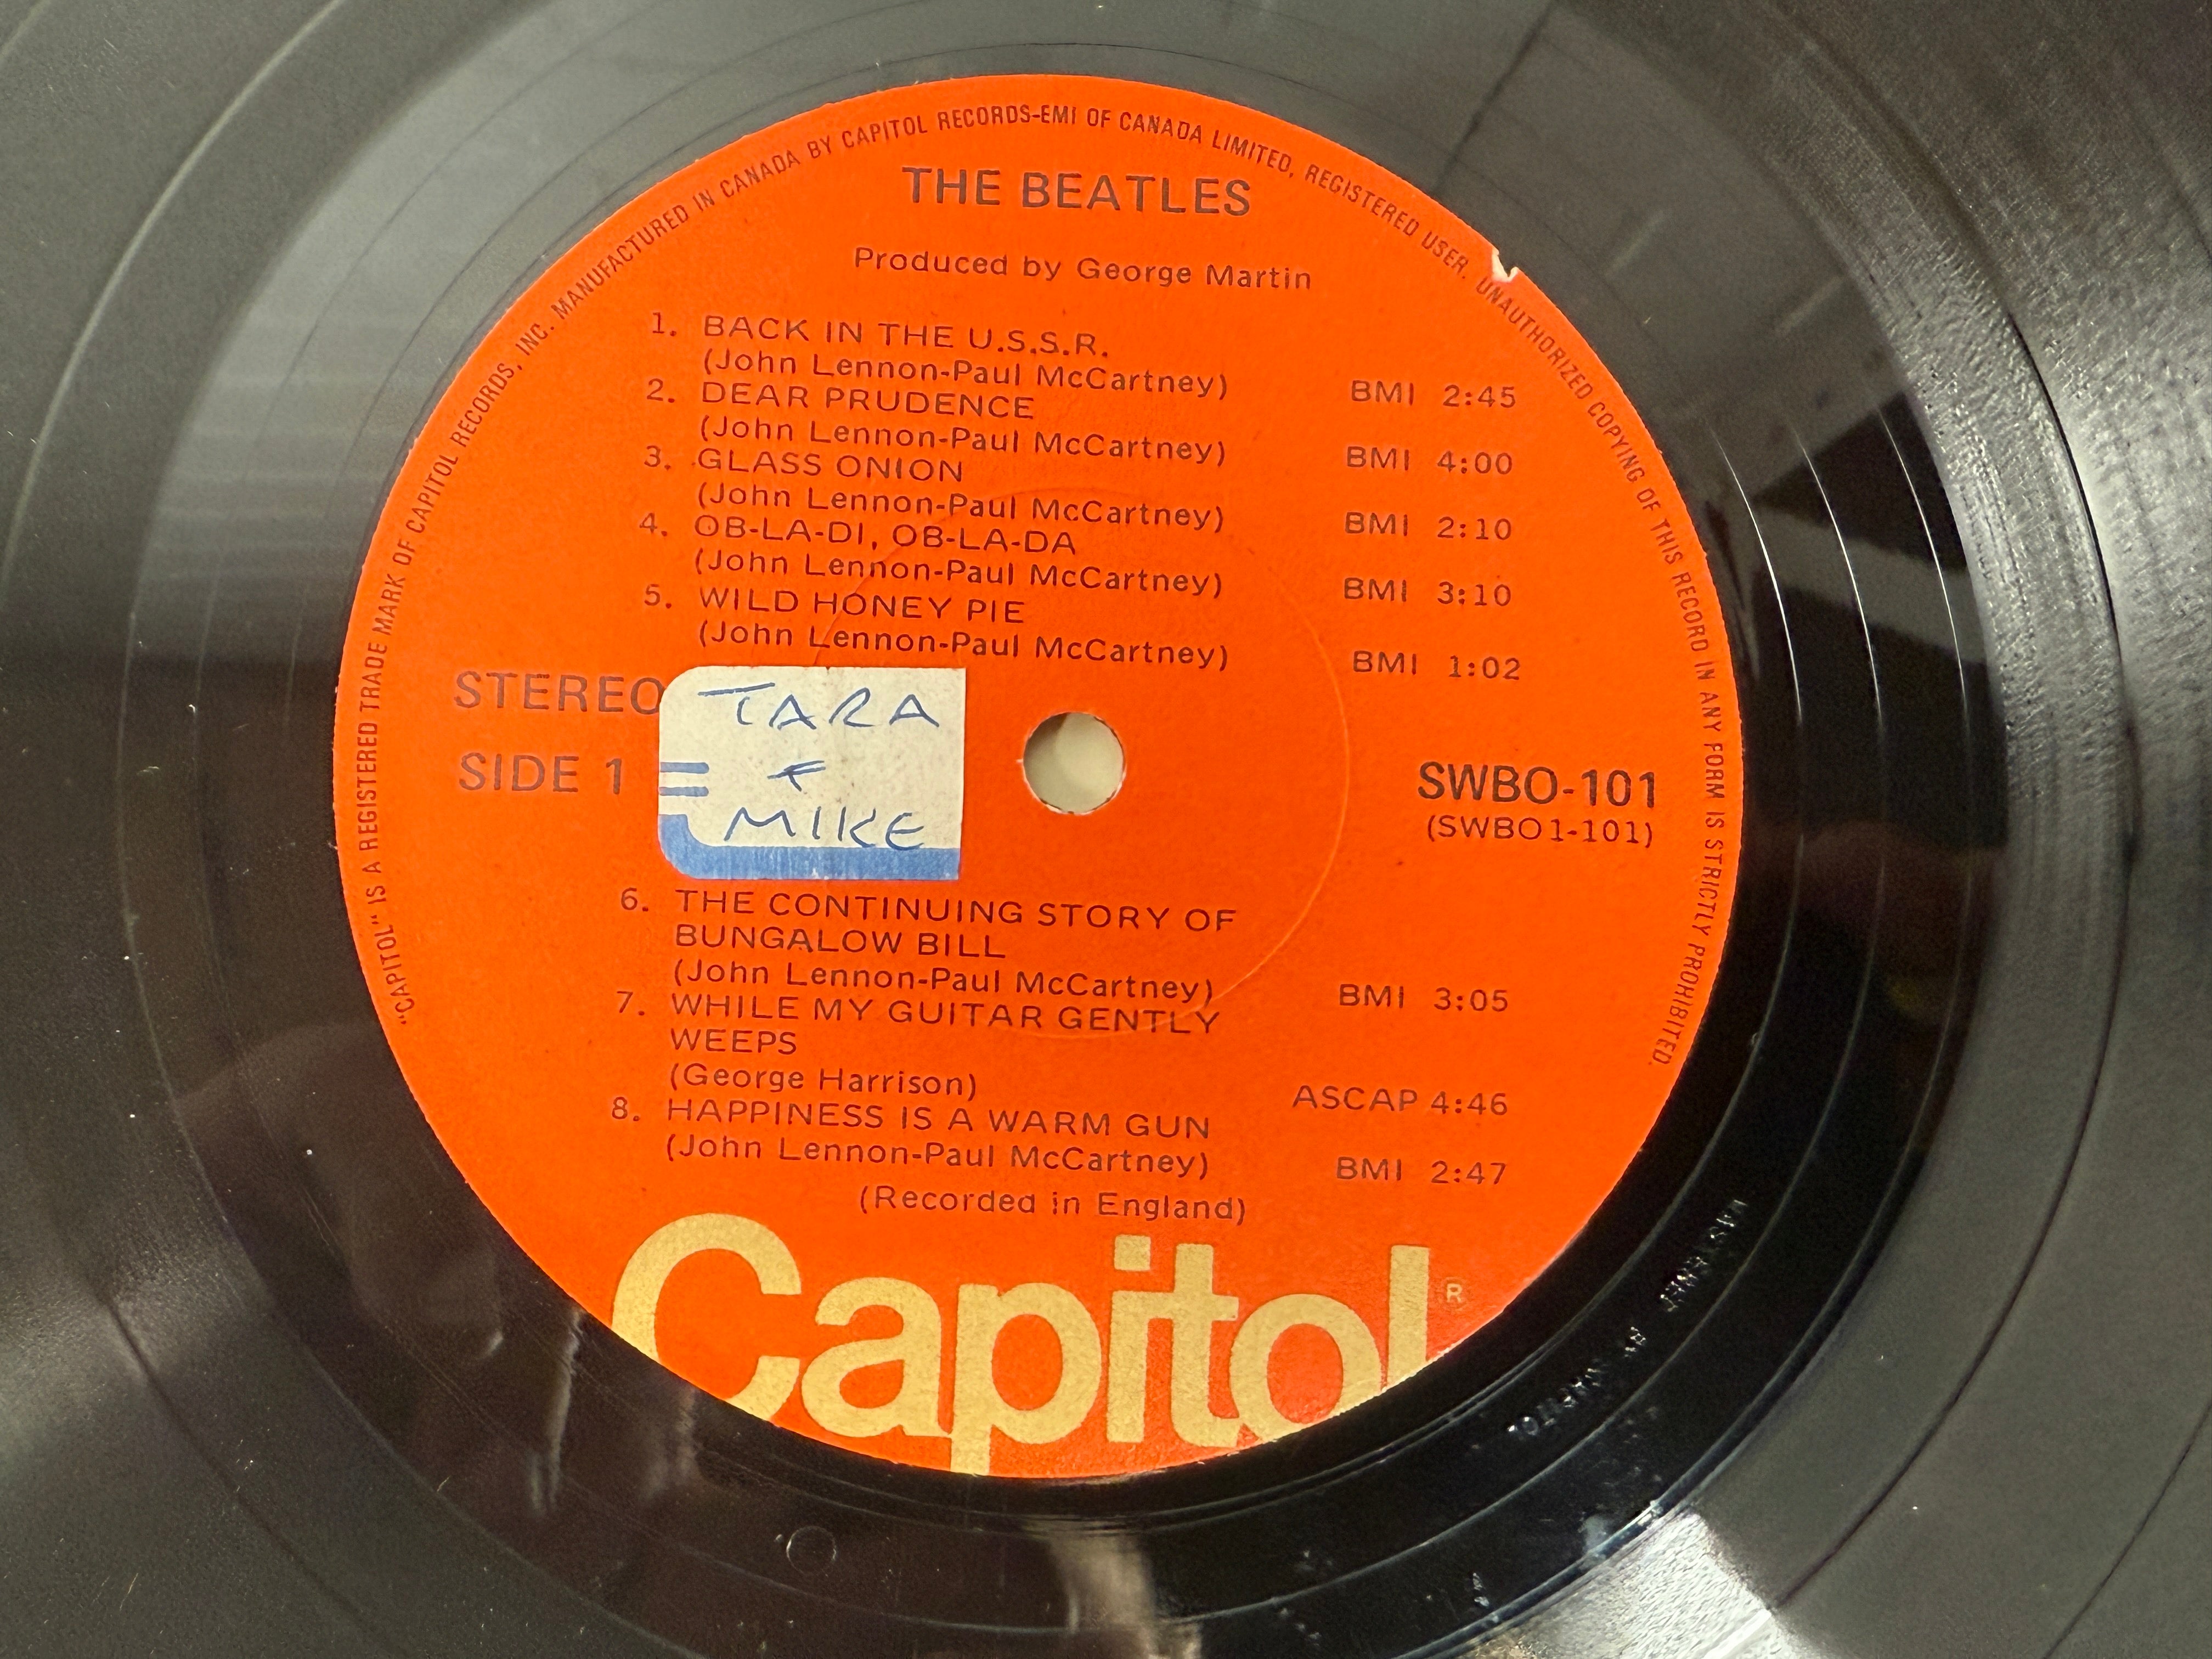 "CAPITOL" IS A REGISTERED TRADE MARK OF CAPITOL RECORDS, INC. MANUFACTURED IN CANADA BY CAPITOL RECORDS-EMI OF CANADA LIMITED, REGISTERED USER. UNAUTHORIZED COPYING OF THIS RECORD IN ANY FORM IS STRICTLY PROHIBITED.
THE BEATLES
Produced by George Martin
1. BACK IN THE U.S.S.R.
(John Lennon-Paul McCartney) BMI 2:45
2. DEAR PRUDENCE
(John Lennon-Paul McCartney) BMI 4:00
3. GLASS ONION
(John Lennon-Paul McCartney) BMI 2:10
4. OB-LA-DI, OB-LA-DA
(John Lennon-Paul McCartney) BMI 3:10
5. WILD HONEY PIE
(John Lennon-Paul McCartney) BMI 1:02
STEREO
SIDE 1
TARA
+
MIKE
SWBO-101
(SWBO1-101)
6. THE CONTINUING STORY OF
BUNGALOW BILL
(John Lennon-Paul McCartney) BMI 3:05
7. WHILE MY GUITAR GENTLY
WEEPS
(George Harrison) ASCAP 4:46
8. HAPPINESS IS A WARM GUN
(John Lennon-Paul McCartney) BMI 2:47
(Recorded in England)
Capitol ®
MASTERED BY CAPITOL